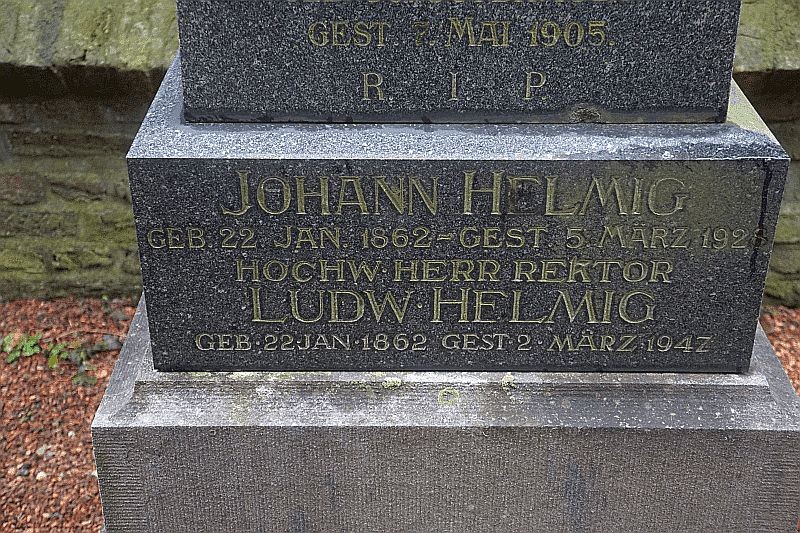 GEST. 7. MAI 1905.
R. I P.
JOHANN HELMIG
GEB. 22. JAN. 1862 - GEST. 5. MÄRZ 1928
HOCHW. HERR REKTOR
LUDW. HELMIG
GEB. 22 JAN. 1862 GEST. 2. MÄRZ 1947